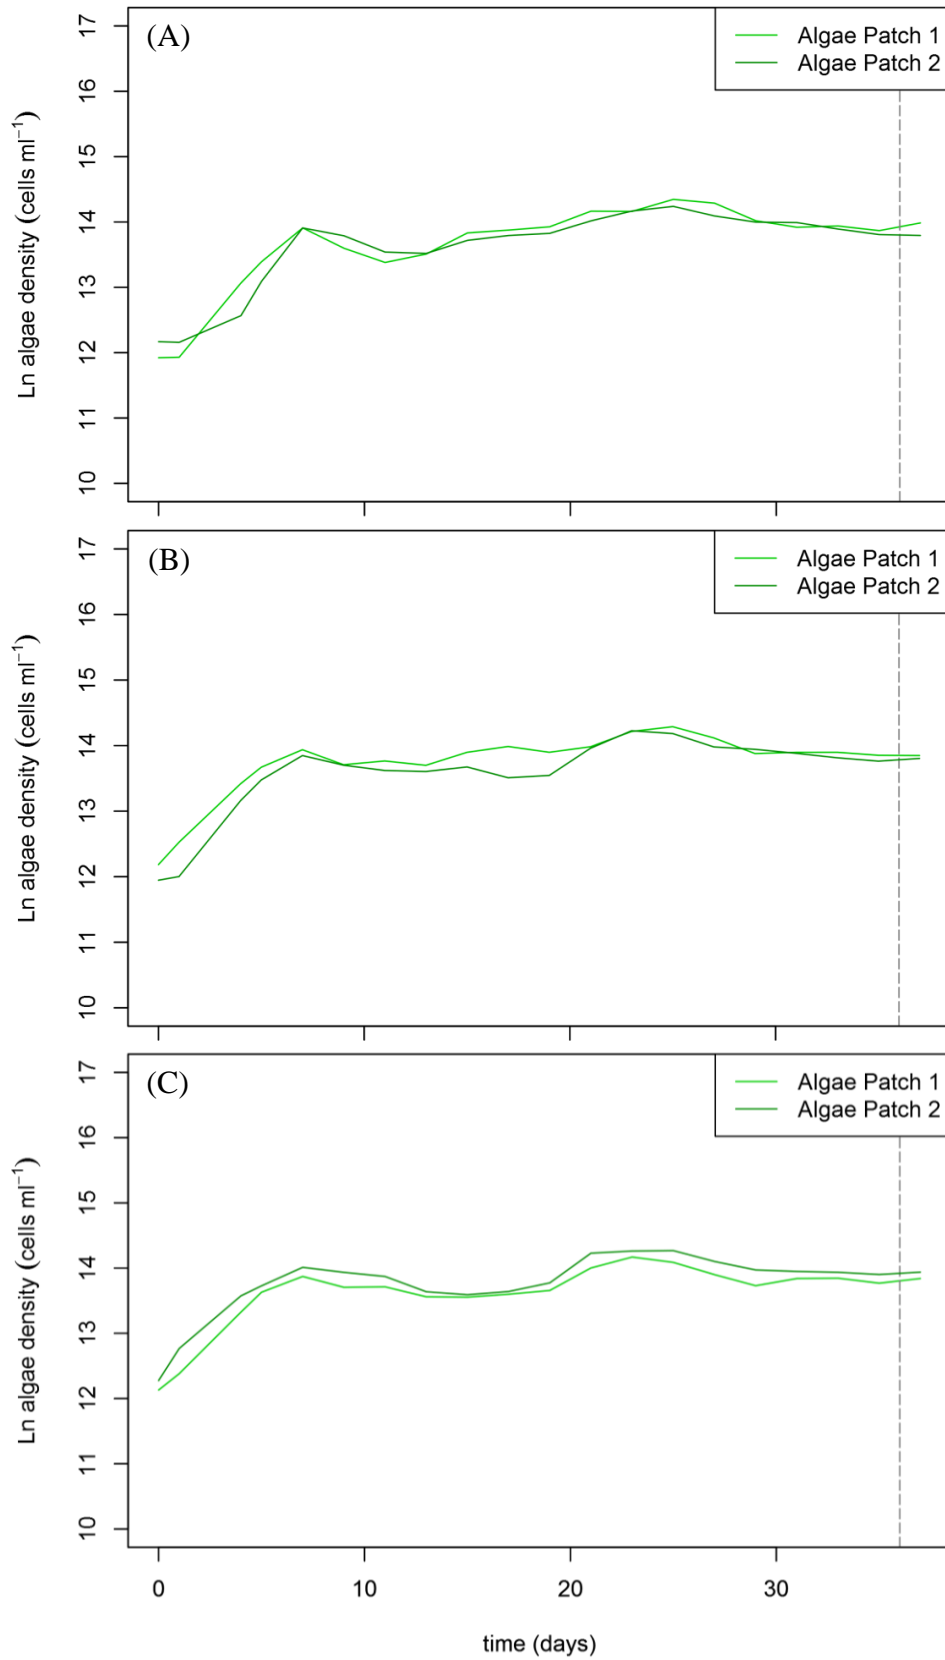 (A)
Algae Patch 1
Algae Patch 2
17
16
15
14
13
12
11
10
Ln algae density (cells ml⁻¹)
(B)
Algae Patch 1
Algae Patch 2
17
16
15
14
13
12
11
10
Ln algae density (cells ml⁻¹)
(C)
Algae Patch 1
Algae Patch 2
17
16
15
14
13
12
11
10
Ln algae density (cells ml⁻¹)
0 10 20 30
time (days)